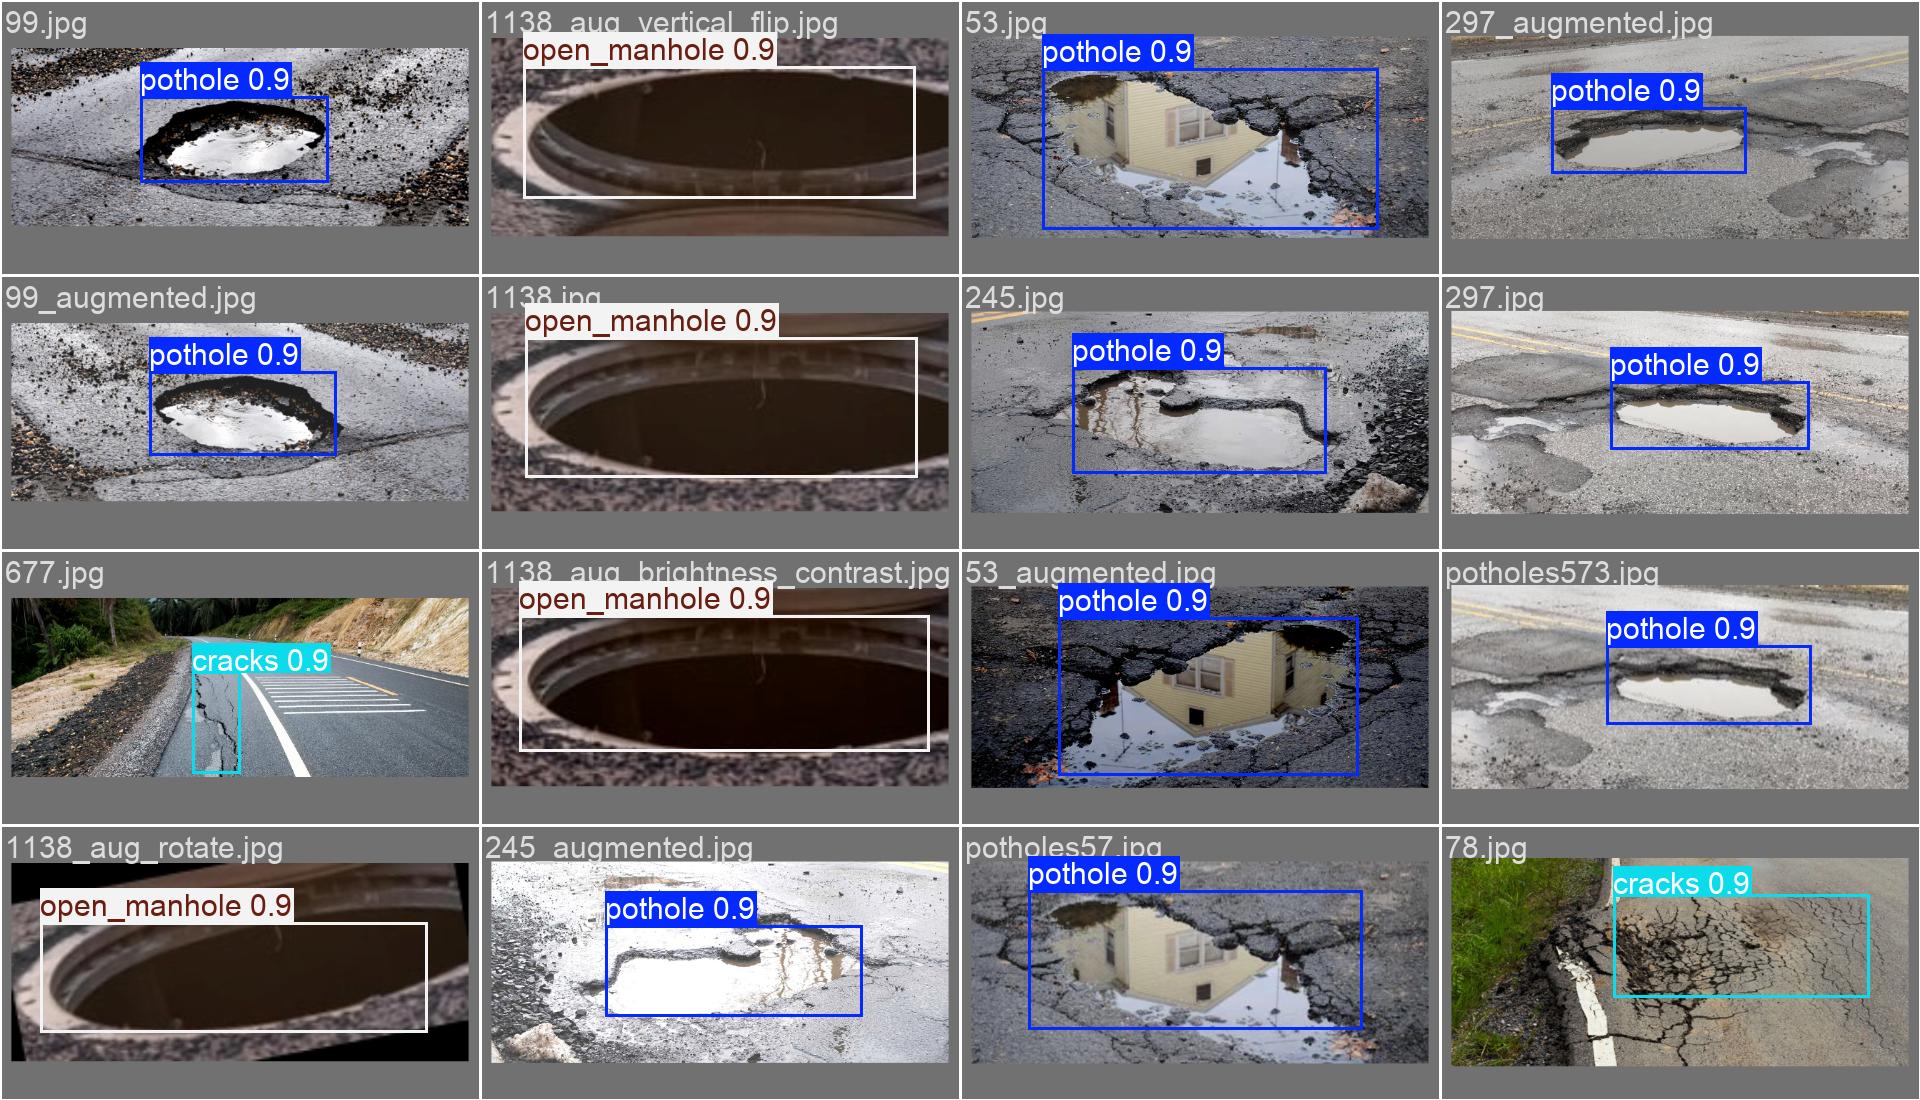 99.jpg
pothole 0.9
1138_aug_vertical_flip.jpg
open_manhole 0.9
53.jpg
pothole 0.9
297_augmented.jpg
pothole 0.9
99_augmented.jpg
pothole 0.9
1138.jpg
open_manhole 0.9
245.jpg
pothole 0.9
297.jpg
pothole 0.9
677.jpg
cracks 0.9
1138_aug_brightness_contrast.jpg
open_manhole 0.9
53_augmented.jpg
pothole 0.9
potholes573.jpg
pothole 0.9
1138_aug_rotate.jpg
open_manhole 0.9
245_augmented.jpg
pothole 0.9
potholes57.jpg
pothole 0.9
78.jpg
cracks 0.9